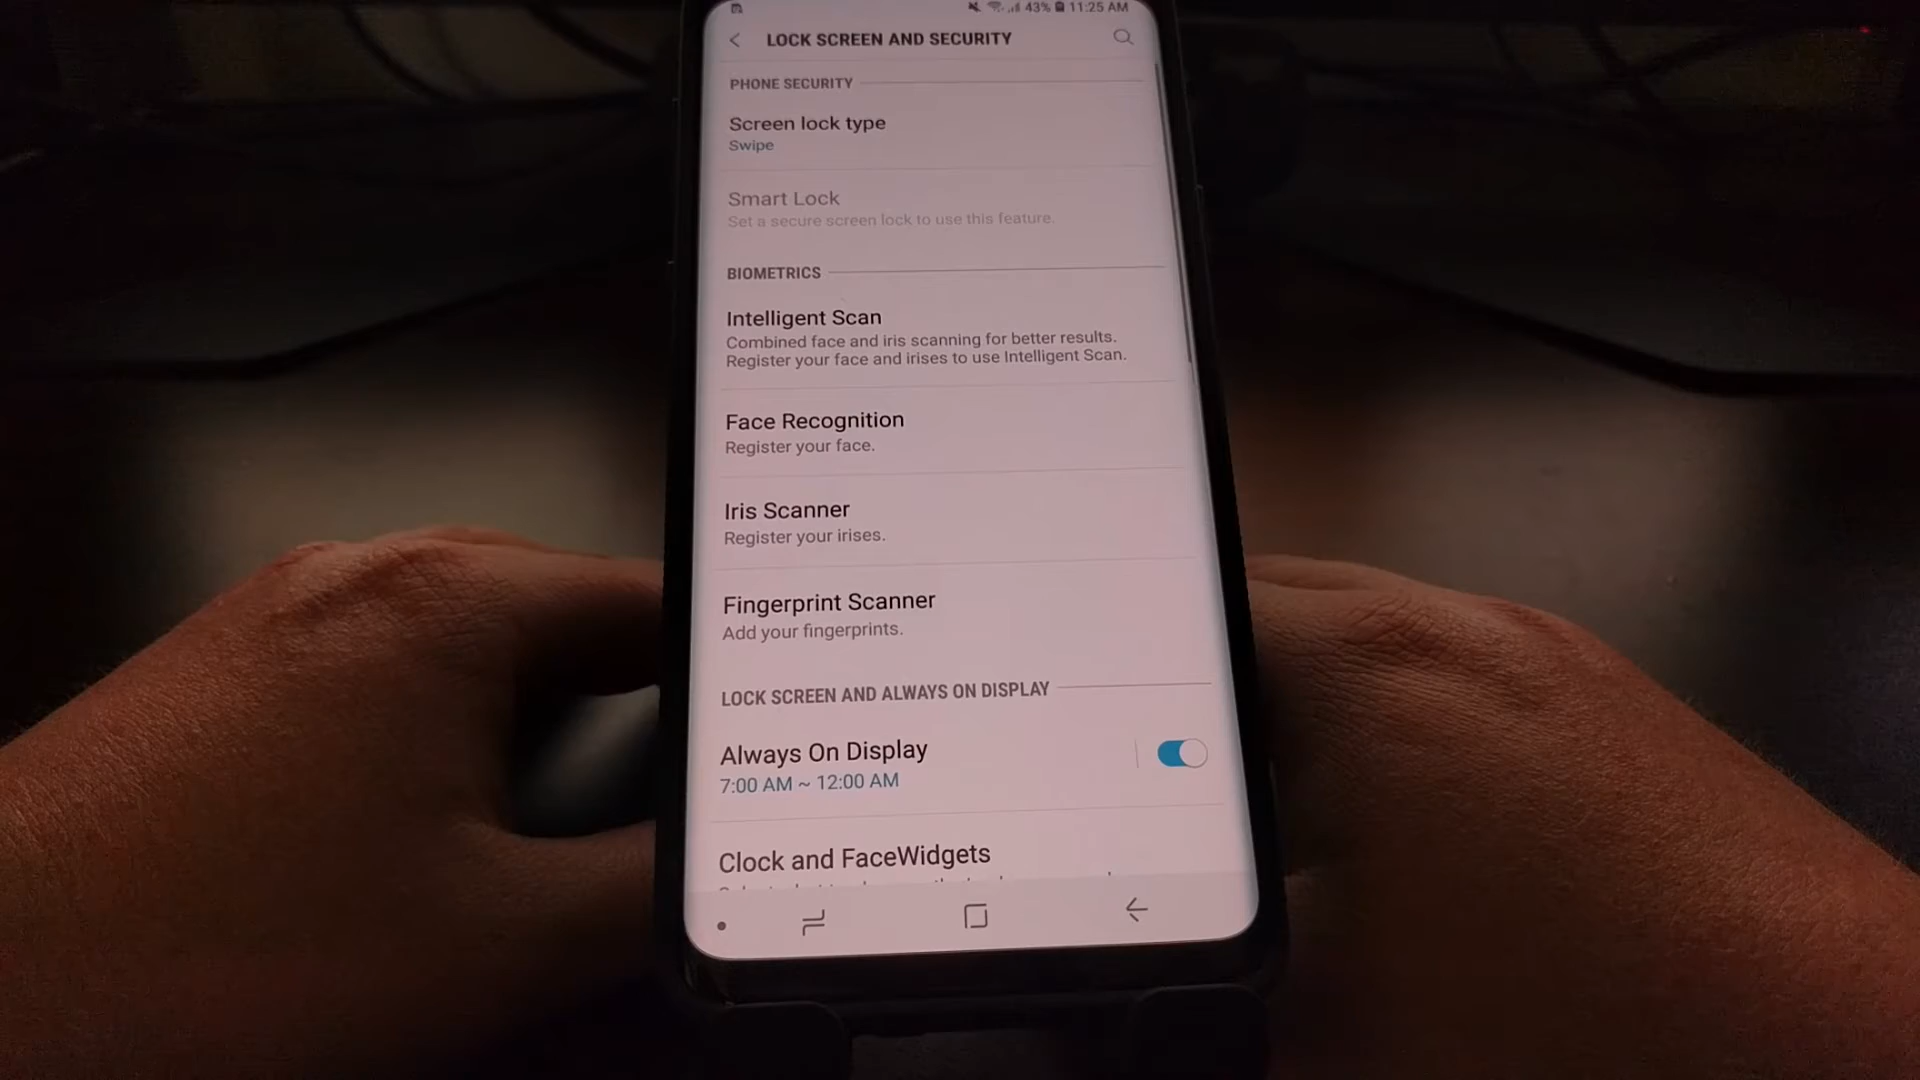 43% 11:25 AM
LOCK SCREEN AND SECURITY
PHONE SECURITY
Screen lock type
Swipe
Smart Lock
Set a secure screen lock to use this feature.
BIOMETRICS
Intelligent Scan
Combined face and iris scanning for better results.
Register your face and irises to use Intelligent Scan.
Face Recognition
Register your face.
Iris Scanner
Register your irises.
Fingerprint Scanner
Add your fingerprints.
LOCK SCREEN AND ALWAYS ON DISPLAY
Always On Display
7:00 AM ~ 12:00 AM
Clock and FaceWidgets